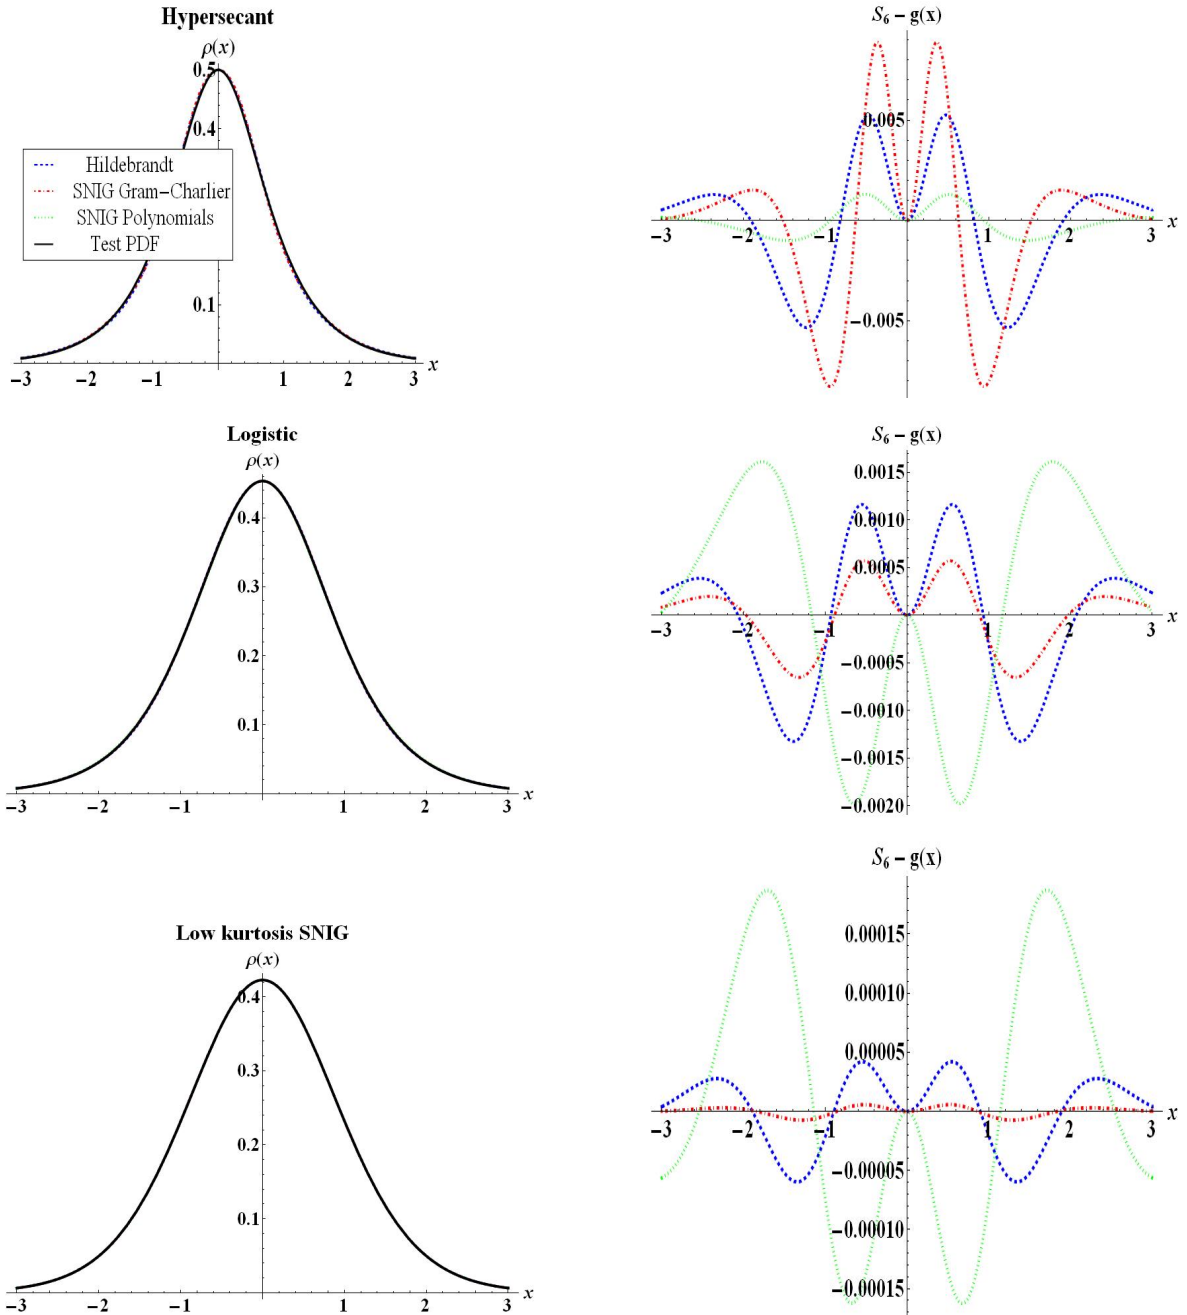 Hypersecant
ρ(x)
0.5
0.4
0.1
Hildebrandt
SNIG Gram−Charlier
SNIG Polynomials
Test PDF
−3 −2 −1 1 2 3 x
S6 − g(x)
0.005
−3 −2 −1 1 2 3 x
−0.005
Logistic
ρ(x)
0.4
0.3
0.2
0.1
−3 −2 −1 1 2 3 x
S6 − g(x)
0.0015
0.0010
0.0005
−3 −2 −1 1 2 3 x
−0.0005
−0.0010
−0.0015
−0.0020
Low kurtosis SNIG
ρ(x)
0.4
0.3
0.2
0.1
−3 −2 −1 1 2 3 x
S6 − g(x)
0.00015
0.00010
0.00005
−3 −2 −1 1 2 3 x
−0.00005
−0.00010
−0.00015